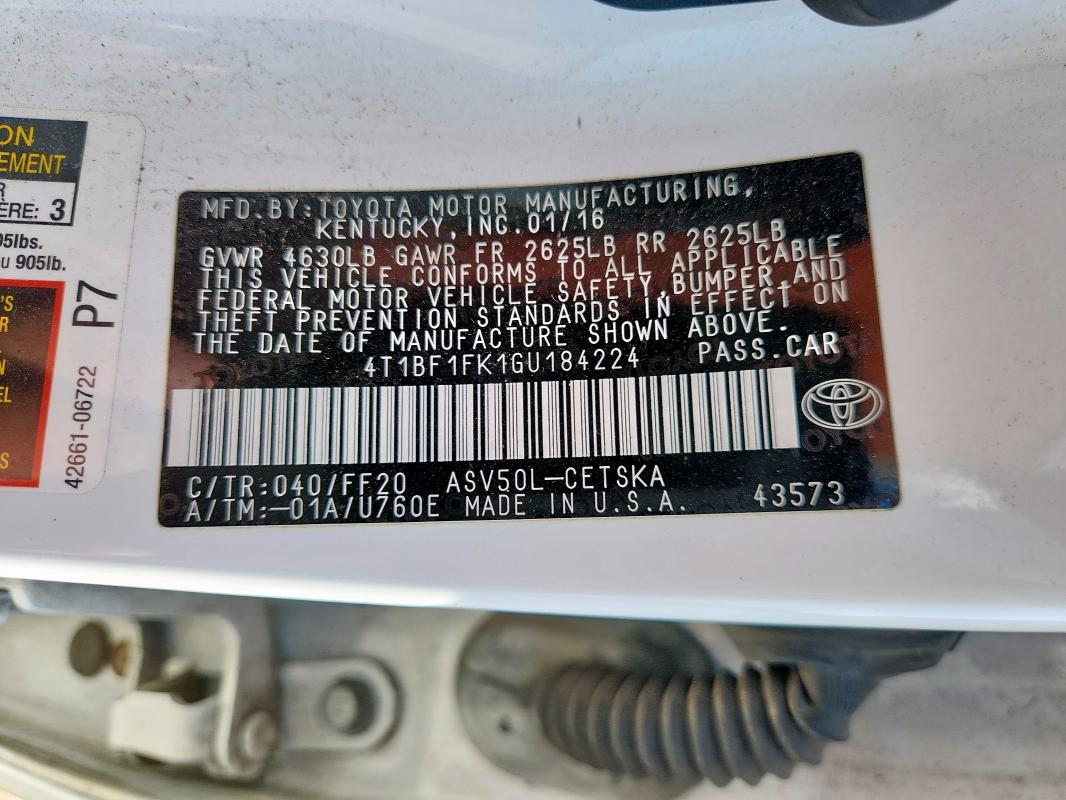 ON
EMENT
R
ERE: 3
95lbs.
u 905lb.
'S
R
N
EL
S
42661-06722 P7
MFD.BY:TOYOTA MOTOR MANUFACTURING,
KENTUCKY,INC.01/16
GVWR 4630LB GAWR FR 2625LB RR 2625LB
THIS VEHICLE CONFORMS TO ALL APPLICABLE
FEDERAL MOTOR VEHICLE SAFETY,BUMPER,AND
THEFT PREVENTION STANDARDS IN EFFECT ON
THE DATE OF MANUFACTURE SHOWN ABOVE.
4T1BF1FK1GU184224 PASS.CAR
C/TR:040/FF20 ASV50L-CETSKA
A/TM:-01A/U760E MADE IN U.S.A. 43573